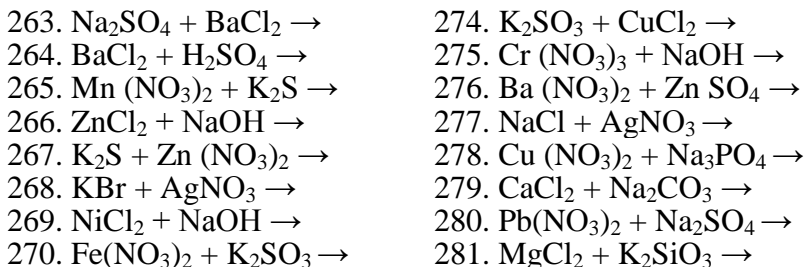 263. Na₂SO₄ + BaCl₂ →
264. BaCl₂ + H₂SO₄ →
265. Mn (NO₃)₂ + K₂S →
266. ZnCl₂ + NaOH →
267. K₂S + Zn (NO₃)₂ →
268. KBr + AgNO₃ →
269. NiCl₂ + NaOH →
270. Fe(NO₃)₂ + K₂SO₃ →
274. K₂SO₃ + CuCl₂ →
275. Cr (NO₃)₃ + NaOH →
276. Ba (NO₃)₂ + Zn SO₄ →
277. NaCl + AgNO₃ →
278. Cu (NO₃)₂ + Na₃PO₄ →
279. CaCl₂ + Na₂CO₃ →
280. Pb(NO₃)₂ + Na₂SO₄ →
281. MgCl₂ + K₂SiO₃ →